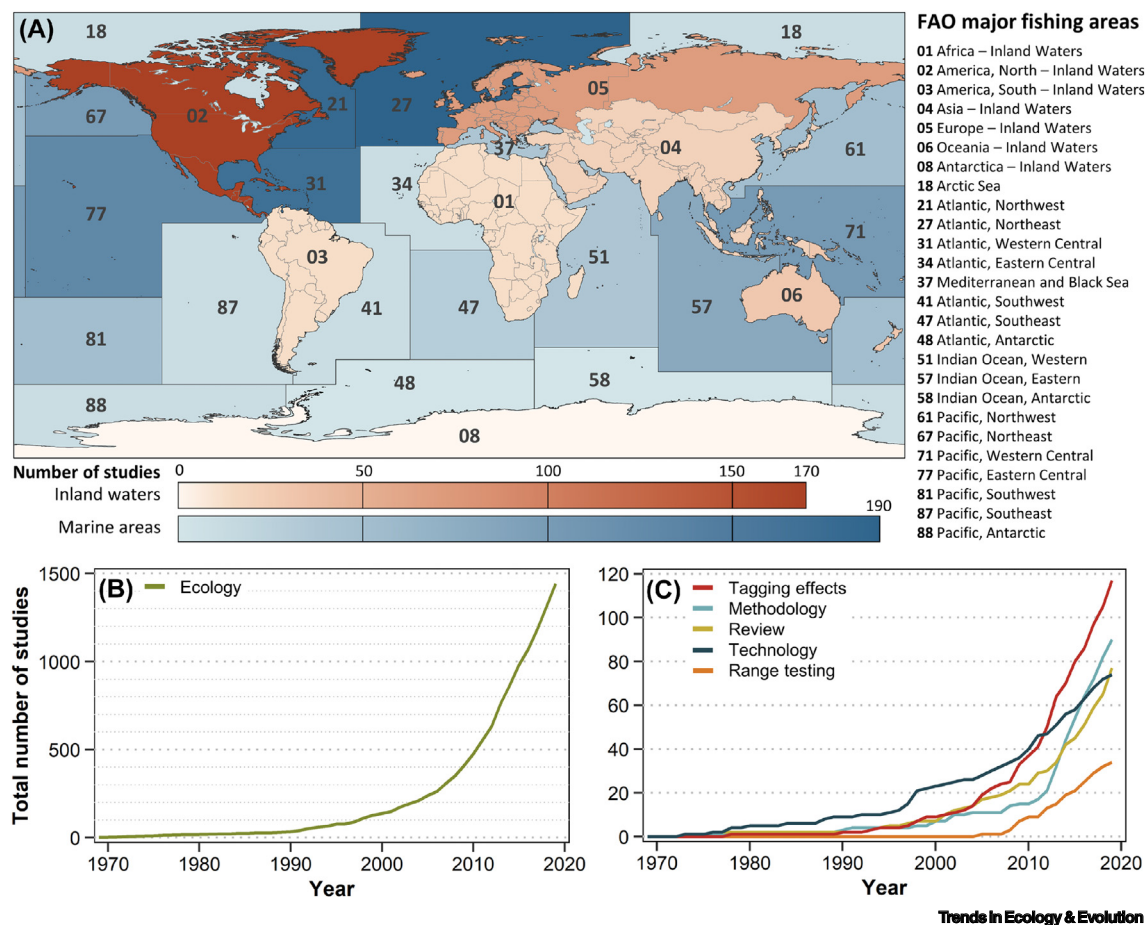 (A)
18
18
67
02
21
27
05
37
04
61
77
31
34
01
71
03
51
87
41
47
57
06
81
48
58
88
08
FAO major fishing areas
01 Africa – Inland Waters
02 America, North – Inland Waters
03 America, South – Inland Waters
04 Asia – Inland Waters
05 Europe – Inland Waters
06 Oceania – Inland Waters
08 Antarctica – Inland Waters
18 Arctic Sea
21 Atlantic, Northwest
27 Atlantic, Northeast
31 Atlantic, Western Central
34 Atlantic, Eastern Central
37 Mediterranean and Black Sea
41 Atlantic, Southwest
47 Atlantic, Southeast
48 Atlantic, Antarctic
51 Indian Ocean, Western
57 Indian Ocean, Eastern
58 Indian Ocean, Antarctic
61 Pacific, Northwest
67 Pacific, Northeast
71 Pacific, Western Central
77 Pacific, Eastern Central
81 Pacific, Southwest
87 Pacific, Southeast
88 Pacific, Antarctic
Number of studies 0 50 100 150 170
Inland waters
190
Marine areas
(B)
Ecology
Total number of studies
1500
1000
500
0
1970 1980 1990 2000 2010 2020
Year
(C)
Tagging effects
Methodology
Review
Technology
Range testing
120
100
80
60
40
20
0
1970 1980 1990 2000 2010 2020
Year
Trends in Ecology & Evolution